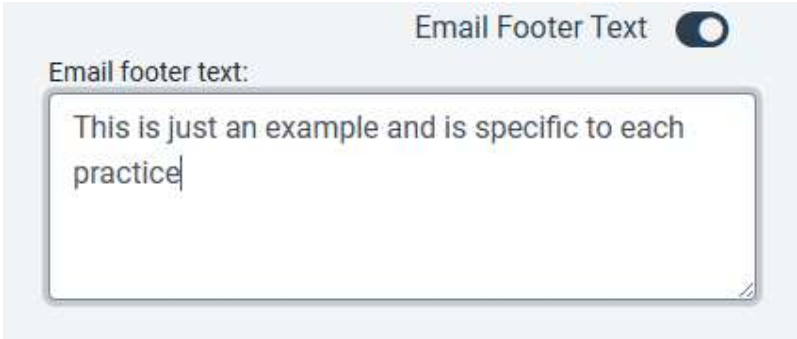 Email Footer Text
Email footer text:
This is just an example and is specific to each
practice